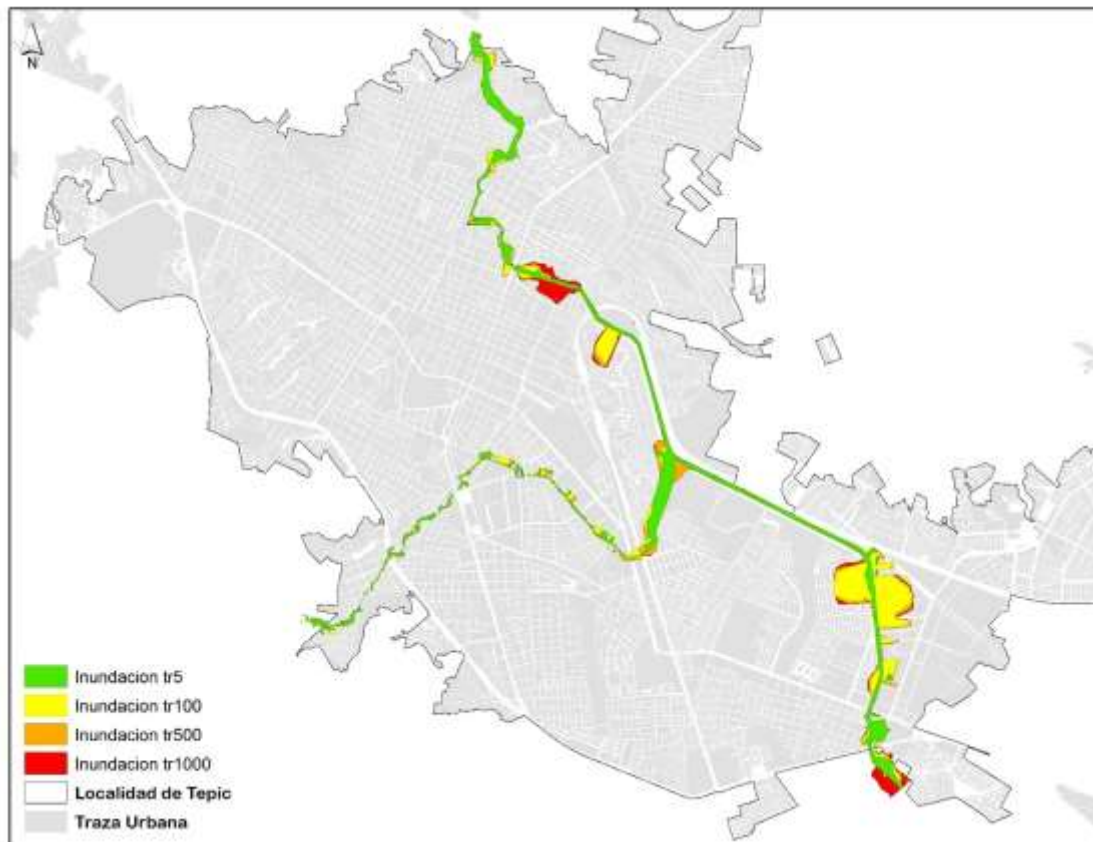 N
Inundacion tr5
Inundacion tr100
Inundacion tr500
Inundacion tr1000
Localidad de Tepic
Traza Urbana